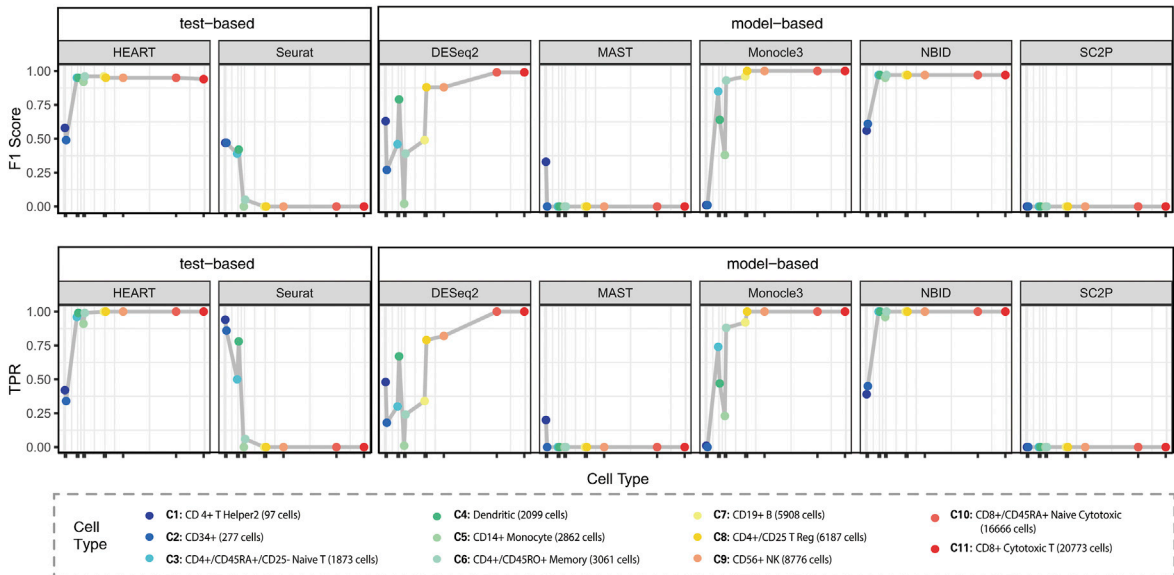 test−based model−based
HEART Seurat DESeq2 MAST Monocle3 NBID SC2P
F1 Score
1.00
0.75
0.50
0.25
0.00
test−based model−based
HEART Seurat DESeq2 MAST Monocle3 NBID SC2P
TPR
1.00
0.75
0.50
0.25
0.00
Cell Type
Cell
Type
C1: CD 4+ T Helper2 (97 cells)
C2: CD34+ (277 cells)
C3: CD4+/CD45RA+/CD25- Naive T (1873 cells)
C4: Dendritic (2099 cells)
C5: CD14+ Monocyte (2862 cells)
C6: CD4+/CD45RO+ Memory (3061 cells)
C7: CD19+ B (5908 cells)
C8: CD4+/CD25 T Reg (6187 cells)
C9: CD56+ NK (8776 cells)
C10: CD8+/CD45RA+ Naive Cytotoxic
(16666 cells)
C11: CD8+ Cytotoxic T (20773 cells)